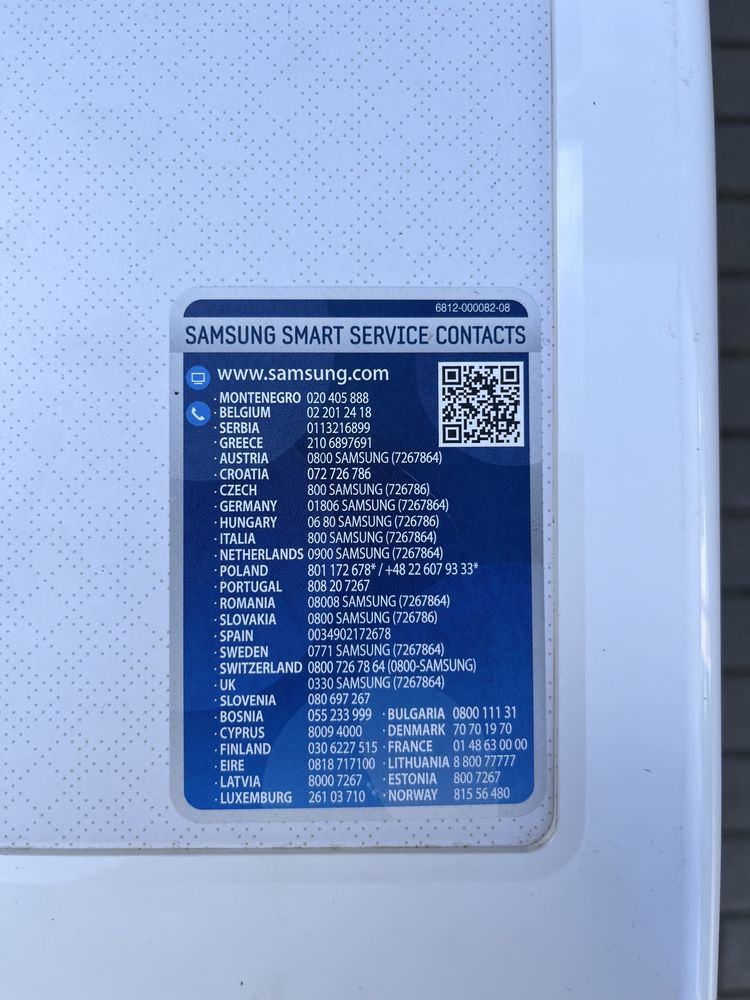 6812-000082-08
SAMSUNG SMART SERVICE CONTACTS
www.samsung.com
· MONTENEGRO 020 405 888
· BELGIUM 02 201 24 18
· SERBIA 0113216899
· GREECE 210 6897691
· AUSTRIA 0800 SAMSUNG (7267864)
· CROATIA 072 726 786
· CZECH 800 SAMSUNG (726786)
· GERMANY 01806 SAMSUNG (7267864)
· HUNGARY 06 80 SAMSUNG (726786)
· ITALIA 800 SAMSUNG (7267864)
· NETHERLANDS 0900 SAMSUNG (7267864)
· POLAND 801 172 678* / +48 22 607 93 33*
· PORTUGAL 808 20 7267
· ROMANIA 08008 SAMSUNG (7267864)
· SLOVAKIA 0800 SAMSUNG (726786)
· SPAIN 0034902172678
· SWEDEN 0771 SAMSUNG (7267864)
· SWITZERLAND 0800 726 78 64 (0800-SAMSUNG)
· UK 0330 SAMSUNG (7267864)
· SLOVENIA 080 697 267
· BOSNIA 055 233 999 · BULGARIA 0800 111 31
· CYPRUS 8009 4000 · DENMARK 70 70 19 70
· FINLAND 030 6227 515 · FRANCE 01 48 63 00 00
· EIRE 0818 717100 · LITHUANIA 8 800 77777
· LATVIA 8000 7267 · ESTONIA 800 7267
· LUXEMBURG 261 03 710 · NORWAY 815 56 480